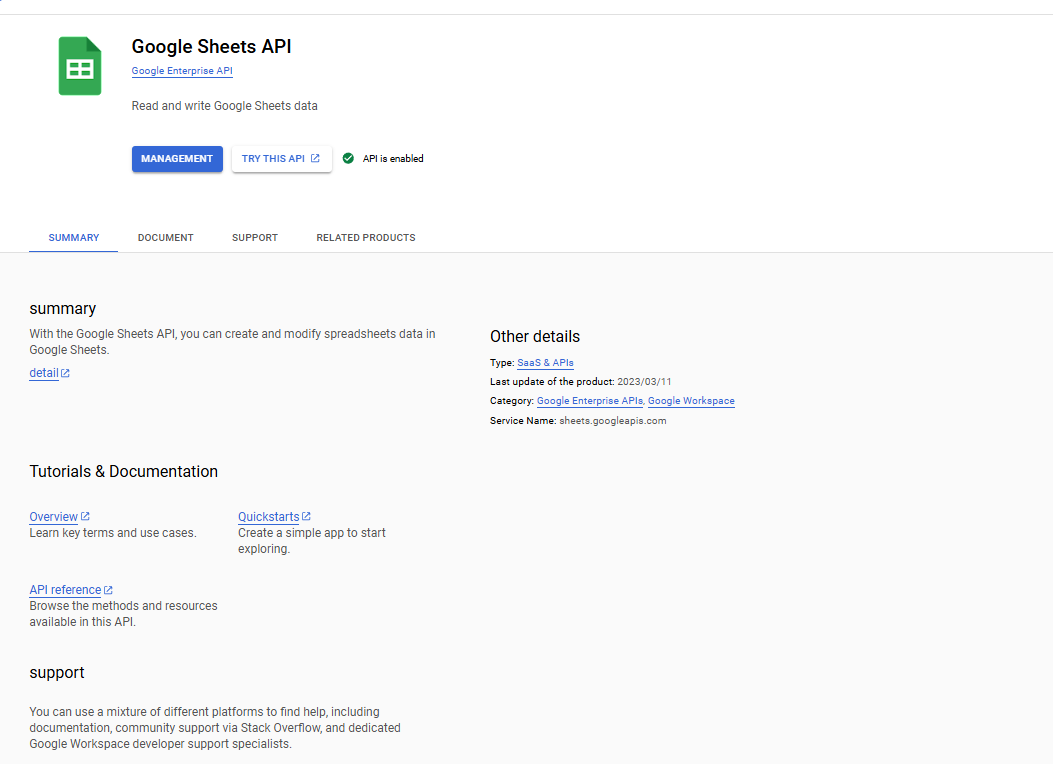 Google Sheets API
Google Enterprise API
Read and write Google Sheets data
MANAGEMENT
TRY THIS API
API is enabled
SUMMARY
DOCUMENT
SUPPORT
RELATED PRODUCTS
summary
With the Google Sheets API, you can create and modify spreadsheets data in
Google Sheets.
detail
Other details
Type: SaaS & APIs
Last update of the product: 2023/03/11
Category: Google Enterprise APIs, Google Workspace
Service Name: sheets.googleapis.com
Tutorials & Documentation
Overview
Learn key terms and use cases.
Quickstarts
Create a simple app to start
exploring.
API reference
Browse the methods and resources
available in this API.
support
You can use a mixture of different platforms to find help, including
documentation, community support via Stack Overflow, and dedicated
Google Workspace developer support specialists.